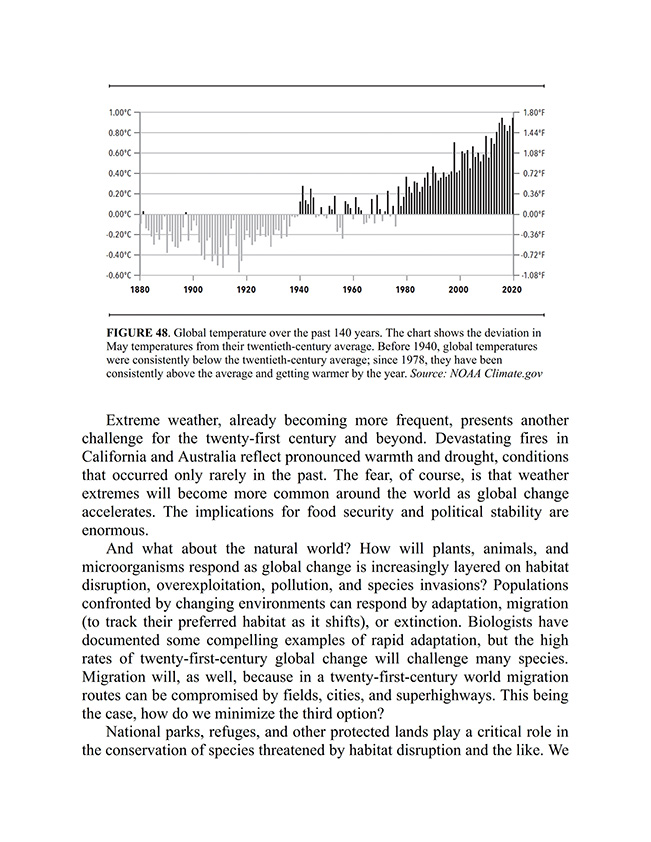 1.00°C 1.80°F
0.80°C 1.44°F
0.60°C 1.08°F
0.40°C 0.72°F
0.20°C 0.36°F
0.00°C 0.00°F
-0.20°C -0.36°F
-0.40°C -0.72°F
-0.60°C -1.08°F
1880 1900 1920 1940 1960 1980 2000 2020
FIGURE 48. Global temperature over the past 140 years. The chart shows the deviation in
May temperatures from their twentieth-century average. Before 1940, global temperatures
were consistently below the twentieth-century average; since 1978, they have been
consistently above the average and getting warmer by the year. Source: NOAA Climate.gov
Extreme weather, already becoming more frequent, presents another
challenge for the twenty-first century and beyond. Devastating fires in
California and Australia reflect pronounced warmth and drought, conditions
that occurred only rarely in the past. The fear, of course, is that weather
extremes will become more common around the world as global change
accelerates. The implications for food security and political stability are
enormous.
And what about the natural world? How will plants, animals, and
microorganisms respond as global change is increasingly layered on habitat
disruption, overexploitation, pollution, and species invasions? Populations
confronted by changing environments can respond by adaptation, migration
(to track their preferred habitat as it shifts), or extinction. Biologists have
documented some compelling examples of rapid adaptation, but the high
rates of twenty-first-century global change will challenge many species.
Migration will, as well, because in a twenty-first-century world migration
routes can be compromised by fields, cities, and superhighways. This being
the case, how do we minimize the third option?
National parks, refuges, and other protected lands play a critical role in
the conservation of species threatened by habitat disruption and the like. We